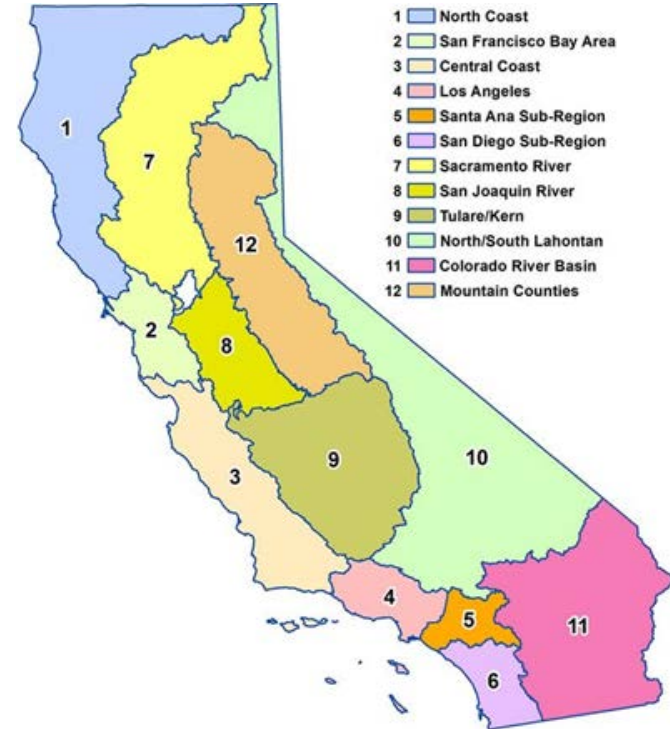 1 North Coast
2 San Francisco Bay Area
3 Central Coast
4 Los Angeles
5 Santa Ana Sub-Region
6 San Diego Sub-Region
7 Sacramento River
8 San Joaquin River
9 Tulare/Kern
10 North/South Lahontan
11 Colorado River Basin
12 Mountain Counties
1
7
12
2
8
3
9
10
4
5
11
6